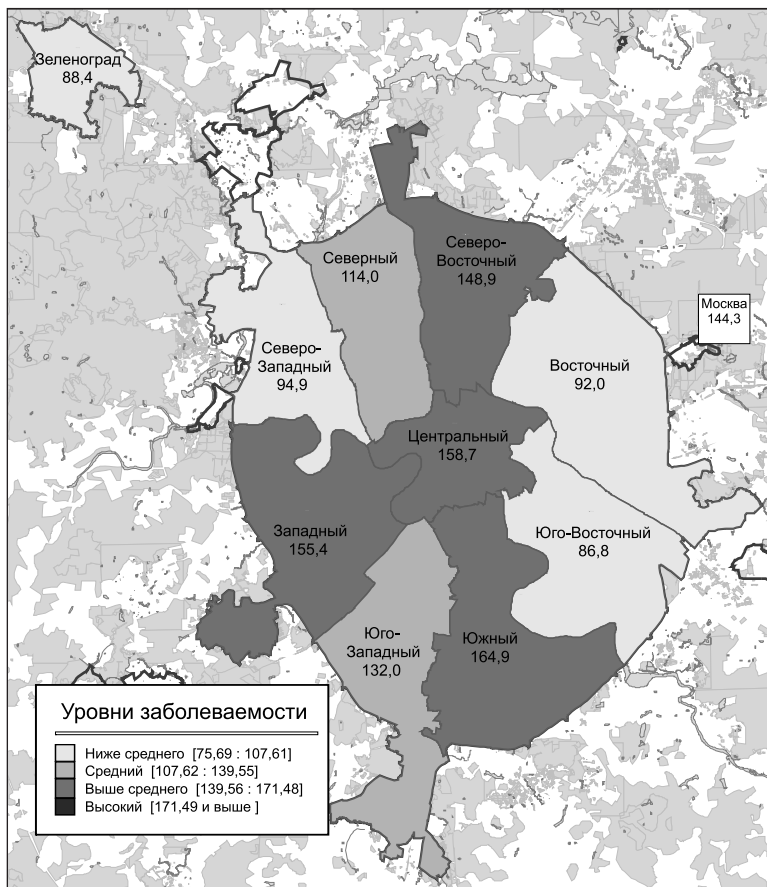 Зеленоград
88,4
Северный
114,0
Северо-
Восточный
148,9
Москва
144,3
Северо-
Западный
94,9
Восточный
92,0
Центральный
158,7
Западный
155,4
Юго-Восточный
86,8
Юго-
Западный
132,0
Южный
164,9
Уровни заболеваемости
Ниже среднего [75,69 : 107,61]
Средний [107,62 : 139,55]
Выше среднего [139,56 : 171,48]
Высокий [171,49 и выше ]